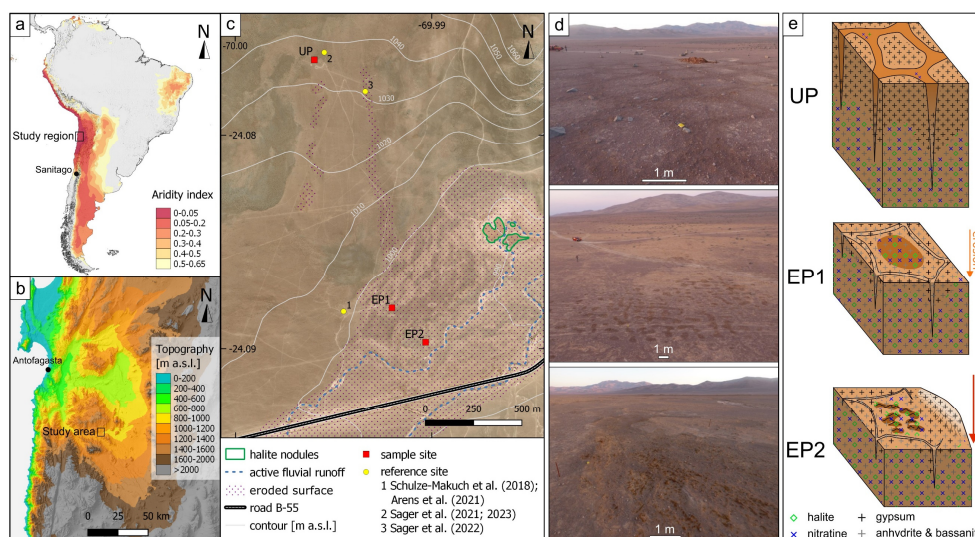 a
N
Study region
Sanitago
Aridity index
0-0.05
0.05-0.2
0.2-0.3
0.3-0.4
0.4-0.5
0.5-0.65
b
N
Antofagasta
Topography
[m a.s.l.]
0-200
200-400
400-600
600-800
800-1000
1000-1200
1200-1400
1400-1600
1600-2000
>2000
Study area
0 25 50 km
c
-70.00
-69.99
N
UP
2
3
1040
1050
1060
1030
-24.08
1020
1010
1000
990
1
EP1
EP2
-24.09
0 250 500 m
halite nodules
active fluvial runoff
eroded surface
road B-55
contour [m a.s.l.]
sample site
reference site
1 Schulze-Makuch et al. (2018);
Arens et al. (2021)
2 Sager et al. (2021; 2023)
3 Sager et al. (2022)
d
1 m
1 m
1 m
e
UP
EP1
erosion
EP2
halite
gypsum
nitratine
anhydrite & bassani